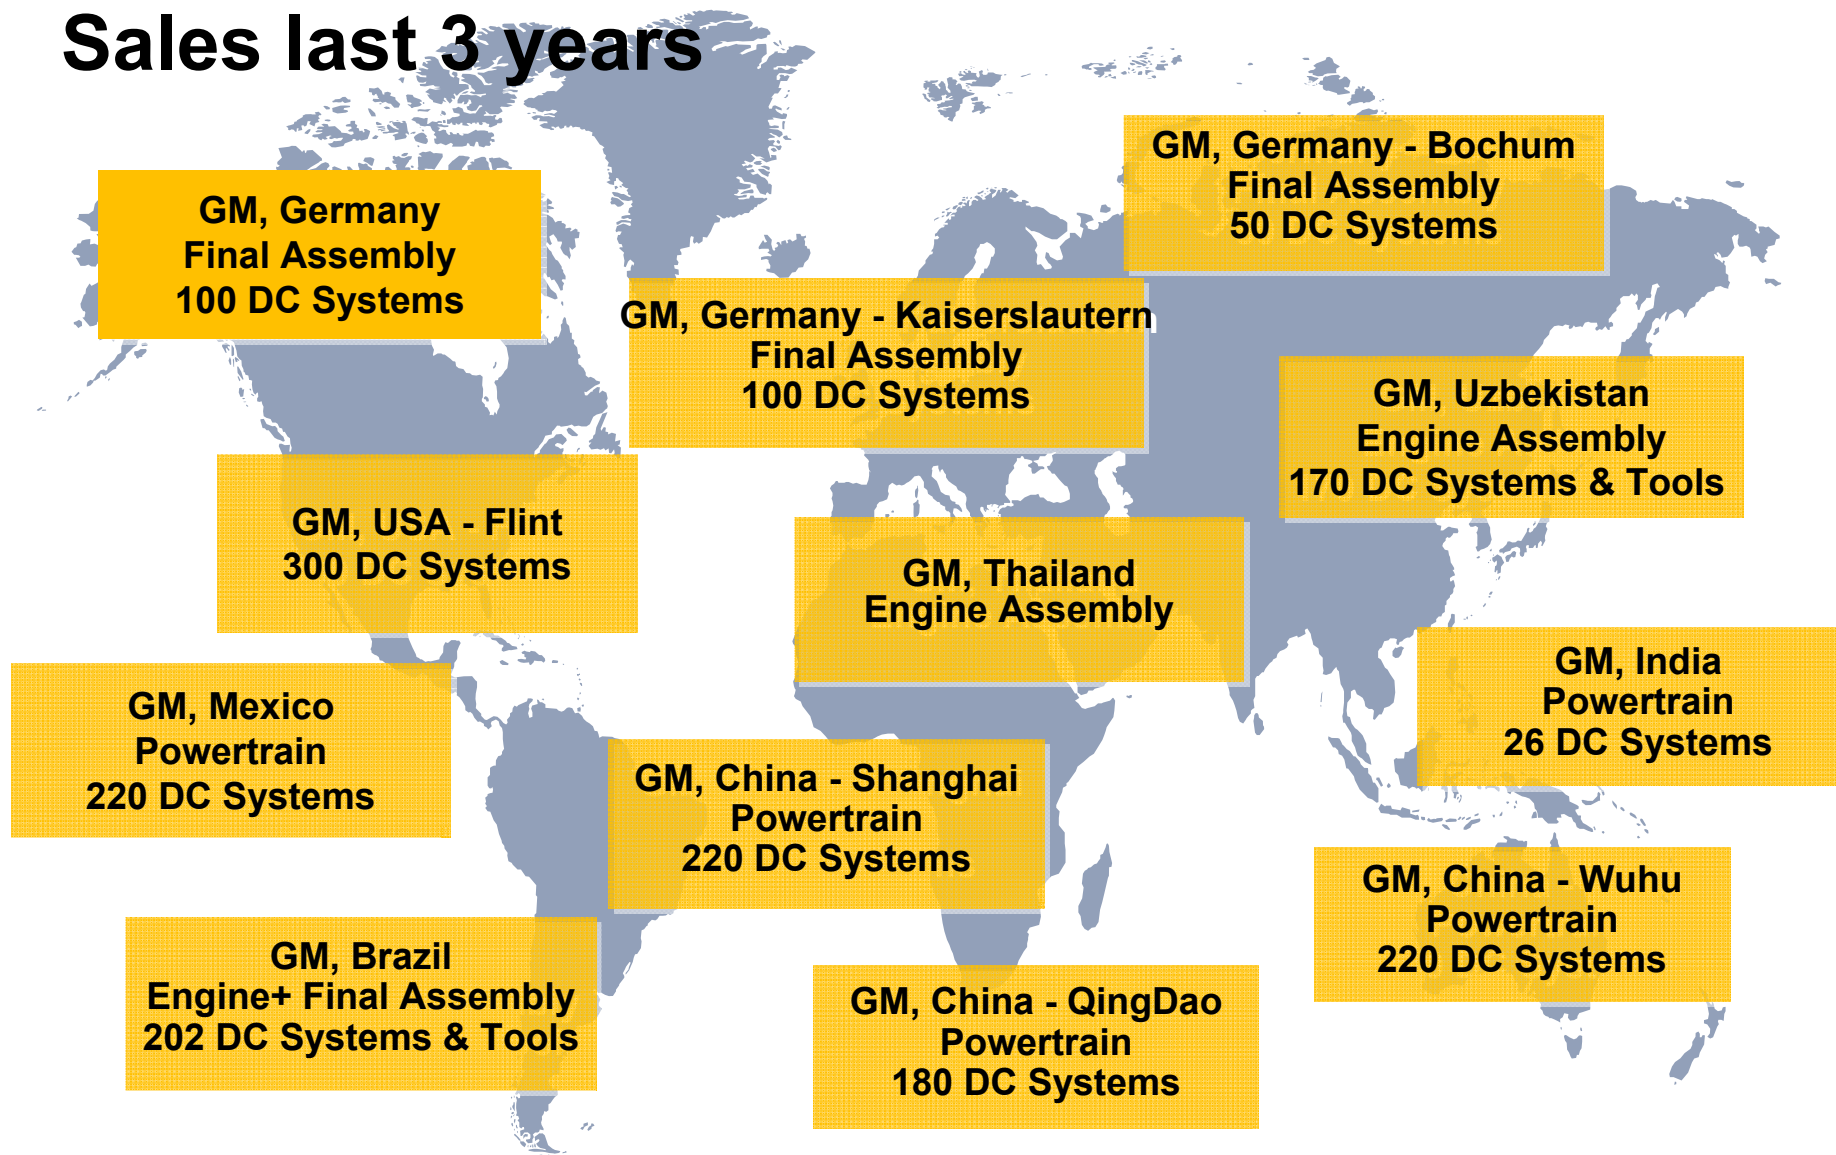 Sales last 3 years
GM, Germany - Bochum
Final Assembly
50 DC Systems
GM, Germany
Final Assembly
100 DC Systems
GM, Germany - Kaiserslautern
Final Assembly
100 DC Systems
GM, Uzbekistan
Engine Assembly
170 DC Systems & Tools
GM, USA - Flint
300 DC Systems
GM, Thailand
Engine Assembly
GM, India
Powertrain
26 DC Systems
GM, Mexico
Powertrain
220 DC Systems
GM, China - Shanghai
Powertrain
220 DC Systems
GM, China - Wuhu
Powertrain
220 DC Systems
GM, Brazil
Engine+ Final Assembly
202 DC Systems & Tools
GM, China - QingDao
Powertrain
180 DC Systems